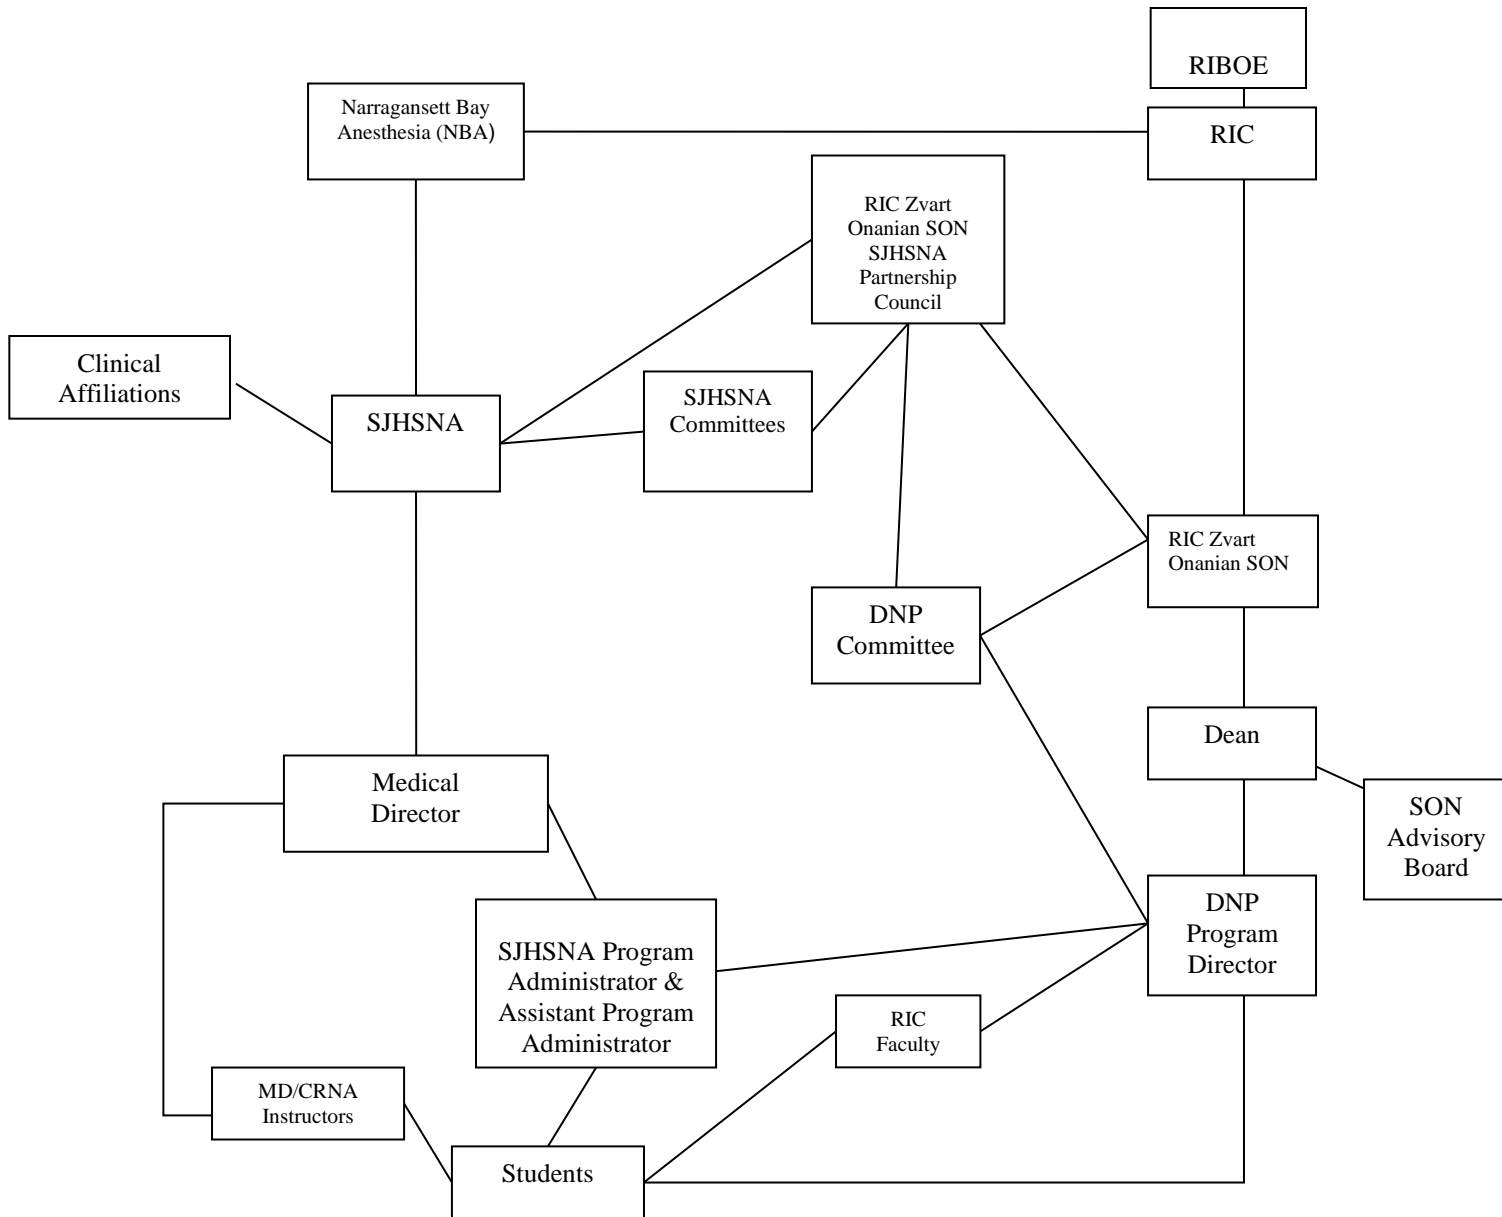 RIBOE
Narragansett Bay
Anesthesia (NBA)
RIC
RIC Zvart
Onanian SON
SJHSNA
Partnership
Council
Clinical
Affiliations
SJHSNA
SJHSNA
Committees
RIC Zvart
Onanian SON
DNP
Committee
Dean
Medical
Director
SON
Advisory
Board
DNP
Program
Director
SJHSNA Program
Administrator &
Assistant Program
Administrator
RIC
Faculty
MD/CRNA
Instructors
Students